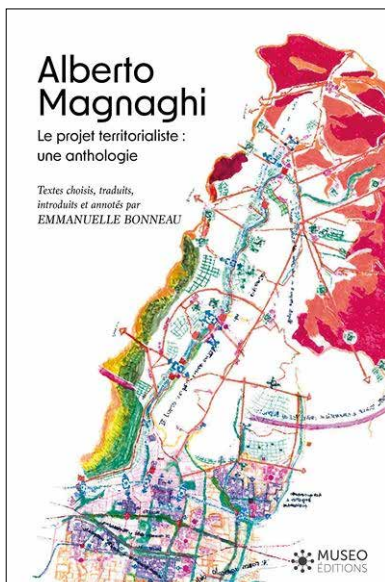 Alberto
Magnaghi
Le projet territorialiste :
une anthologie
Textes choisis, traduits,
introduits et annotés par
EMMANUELLE BONNEAU
MUSEO
ÉDITIONS